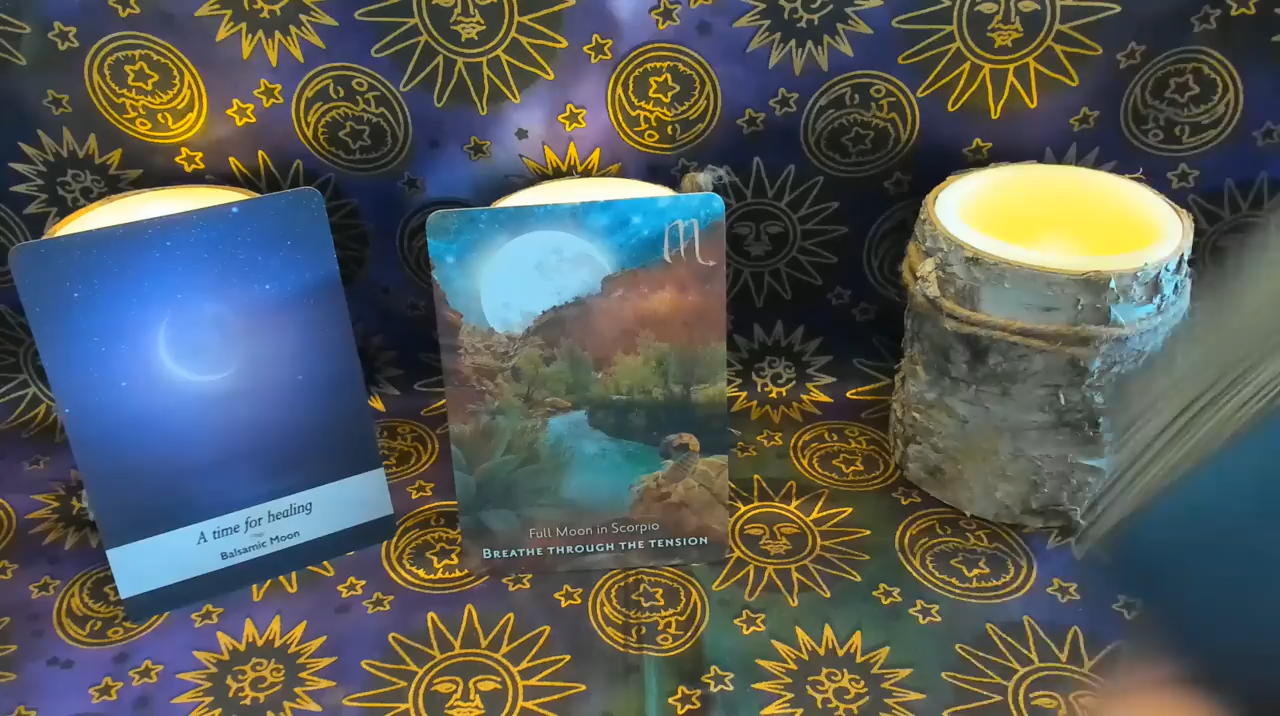 A time for healing
Balsamic Moon
Full Moon in Scorpio
BREATHE THROUGH THE TENSION